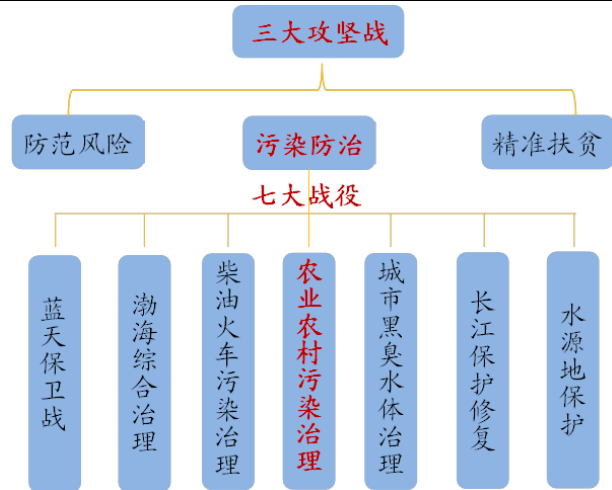 三大攻坚战
防范风险
污染防治
精准扶贫
七大战役
蓝天保卫战
渤海综合治理
柴油火车污染治理
农业农村污染治理
城市黑臭水体治理
长江保护修复
水源地保护